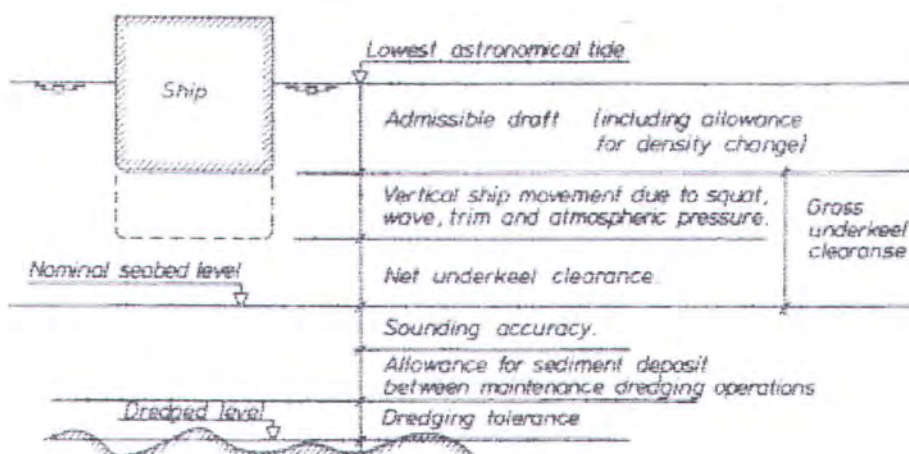 Lowest astronomical tide
Ship
Admissible draft (including allowance
for density change)
Vertical ship movement due to squat,
wave, trim and atmospheric pressure.
Gross
underkeel
clearanse
Nominal seabed level
Net underkeel clearance.
Sounding accuracy.
Allowance for sediment deposit
between maintenance dredging operations
Dredped level
Dredging tolerance